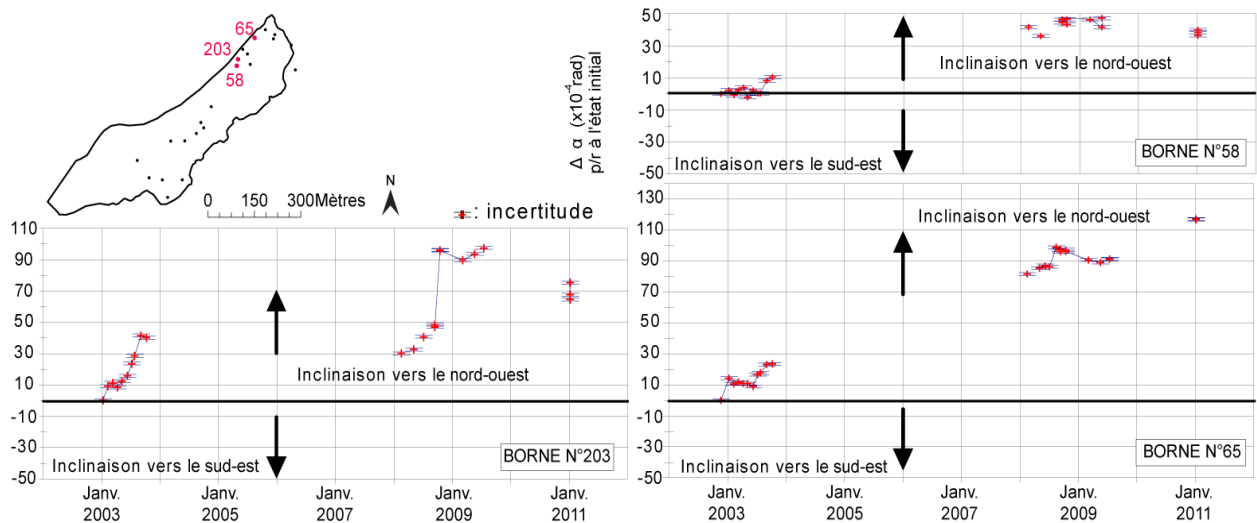 65
203
58
N
0 150 300Mètres
: incertitude
Δ α (x10⁻⁴rad)
p/r à l'état initial
50
30
10
-10
-30
-50
Inclinaison vers le nord-ouest
Inclinaison vers le sud-est
BORNE N°58
110
90
70
50
30
10
-10
-30
-50
Inclinaison vers le nord-ouest
Inclinaison vers le sud-est
BORNE N°203
Janv. Janv. Janv. Janv. Janv.
2003 2005 2007 2009 2011
130
110
90
70
50
30
10
-10
-30
-50
Inclinaison vers le nord-ouest
Inclinaison vers le sud-est
BORNE N°65
Janv. Janv. Janv. Janv. Janv.
2003 2005 2007 2009 2011